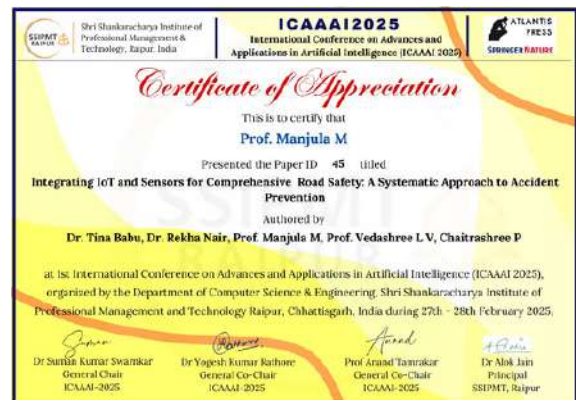 SSIPMT
RAIPUR
Shri Shankaracharya Institute of
Professional Management &
Technology, Raipur, India
ICAAAI2025
International Conference on Advances and
Applications in Artificial Intelligence (ICAAAI 2025)
ATLANTIS
PRESS
SPRINGER NATURE
Certificate of Appreciation
This is to certify that
Prof. Manjula M
Presented the Paper ID 45 titled
Integrating IoT and Sensors for Comprehensive Road Safety: A Systematic Approach to Accident
Prevention
Authored by
Dr. Tina Babu, Dr. Rekha Nair, Prof. Manjula M, Prof. Vedashree L V, Chaitrashree P
at 1st International Conference on Advances and Applications in Artificial Intelligence (ICAAAI 2025),
organized by the Department of Computer Science & Engineering, Shri Shankaracharya Institute of
Professional Management and Technology Raipur, Chhattisgarh, India during 27th - 28th February 2025.
Suman
Rathore
Anand
Dr Suman Kumar Swarnkar
Dr Yogesh Kumar Rathore
Prof Anand Tamrakar
Dr Alok Jain
General Chair
General Co-Chair
General Co-Chair
Principal
ICAAAI-2025
ICAAAI-2025
ICAAAI-2025
SSIPMT, Raipur
SSIPMT
RAIPUR